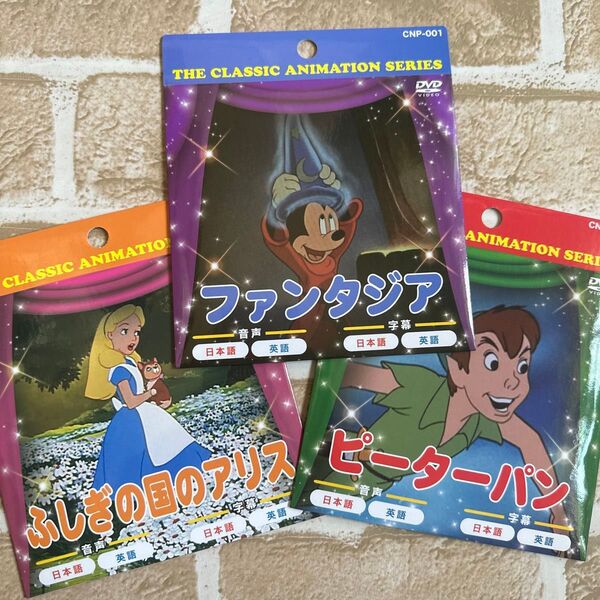 CNP-001
THE CLASSIC ANIMATION SERIES
DVD
VIDEO
ファンタジア
音声
字幕
日本語 英語
日本語 英語
CLASSIC ANIMATION
ふしぎの国のアリス
音声
字幕
日本語 英語
日本語 英語
ANIMATION SERIE
DVD
VIDEO
ピーターパン
音声
字幕
日本語 英語
日本語 英語